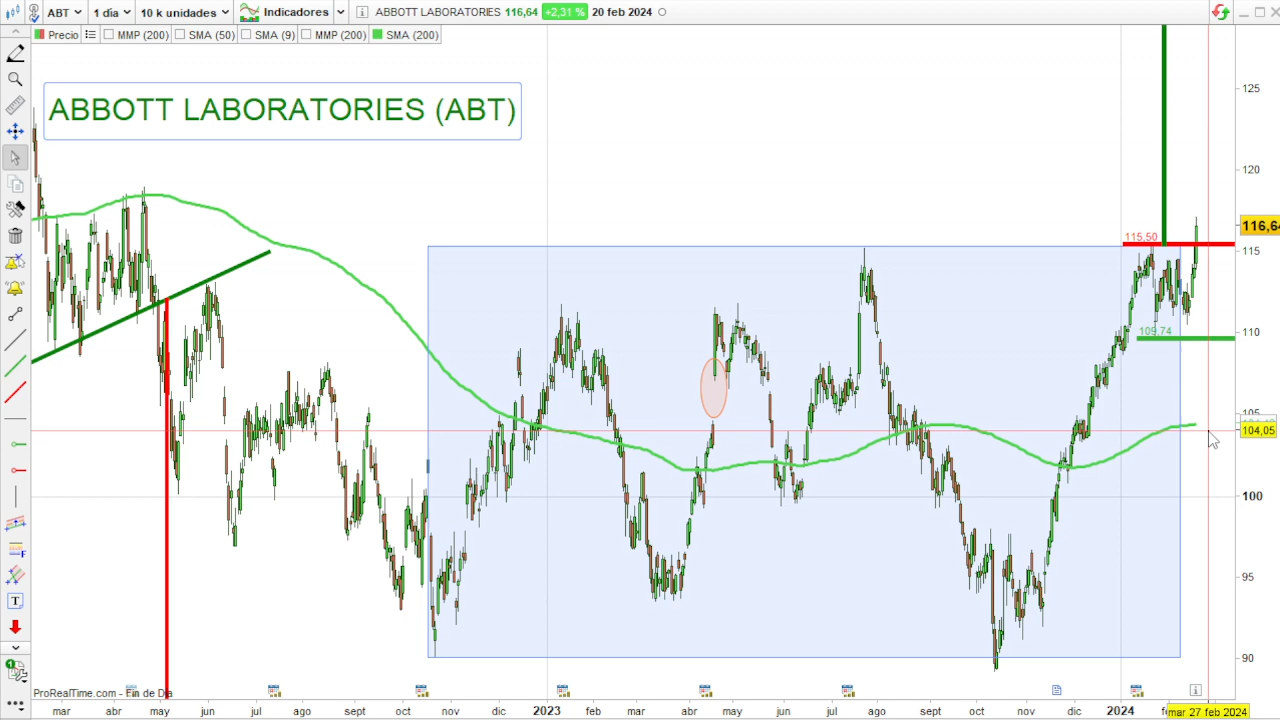 ABT 1 día 10 k unidades Indicadores ABBOTT LABORATORIES 116,64 +2,31 % 20 feb 2024
Precio MMP (200) SMA (50) SMA (9) MMP (200) SMA (200)
ABBOTT LABORATORIES (ABT)
125
120
115,50
116,64
115
109,74
110
105
104,05
100
95
90
T
F
1
ProRealTime.com - Fin de Día
mar abr may jun jul ago sept oct nov 2023 feb mar abr may jun jul ago sept oct nov dic 2024 mar 27 feb 2024